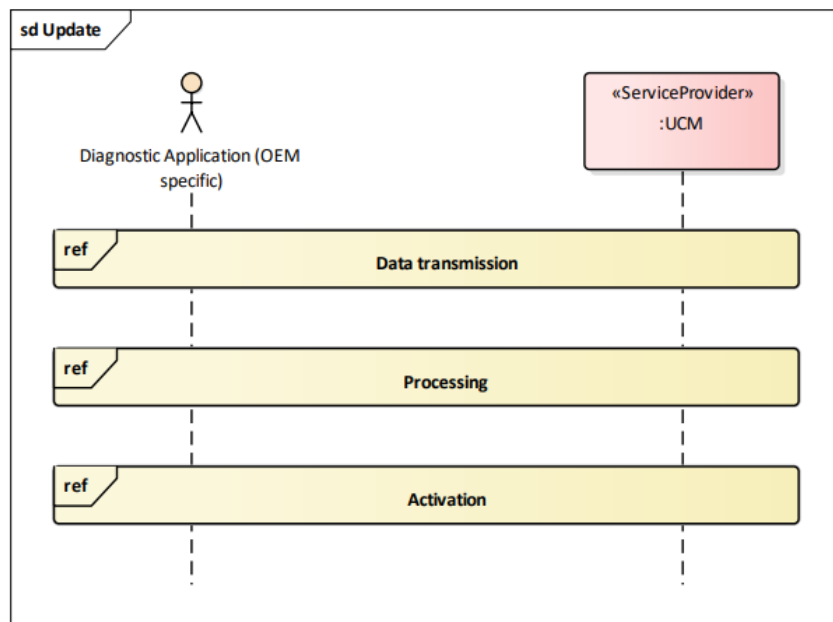 sd Update
«ServiceProvider»
:UCM
Diagnostic Application (OEM
specific)
ref
Data transmission
ref
Processing
ref
Activation